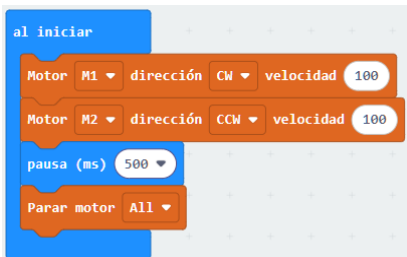 al iniciar
Motor M1 dirección CW velocidad 100
Motor M2 dirección CCW velocidad 100
pausa (ms) 500
Parar motor All